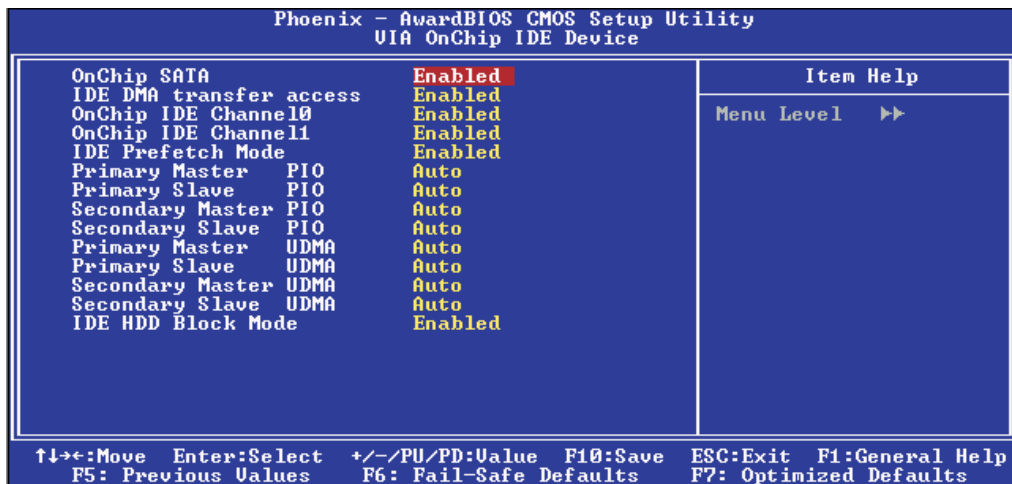 Phoenix - AwardBIOS CMOS Setup Utility
VIA OnChip IDE Device
OnChip SATA Enabled
IDE DMA transfer access Enabled
OnChip IDE Channel0 Enabled
OnChip IDE Channel1 Enabled
IDE Prefetch Mode Enabled
Primary Master PIO Auto
Primary Slave PIO Auto
Secondary Master PIO Auto
Secondary Slave PIO Auto
Primary Master UDMA Auto
Primary Slave UDMA Auto
Secondary Master UDMA Auto
Secondary Slave UDMA Auto
IDE HDD Block Mode Enabled
Item Help
Menu Level ▶▶
↑↓→←:Move Enter:Select +/-/PU/PD:Value F10:Save ESC:Exit F1:General Help
F5: Previous Values F6: Fail-Safe Defaults F7: Optimized Defaults